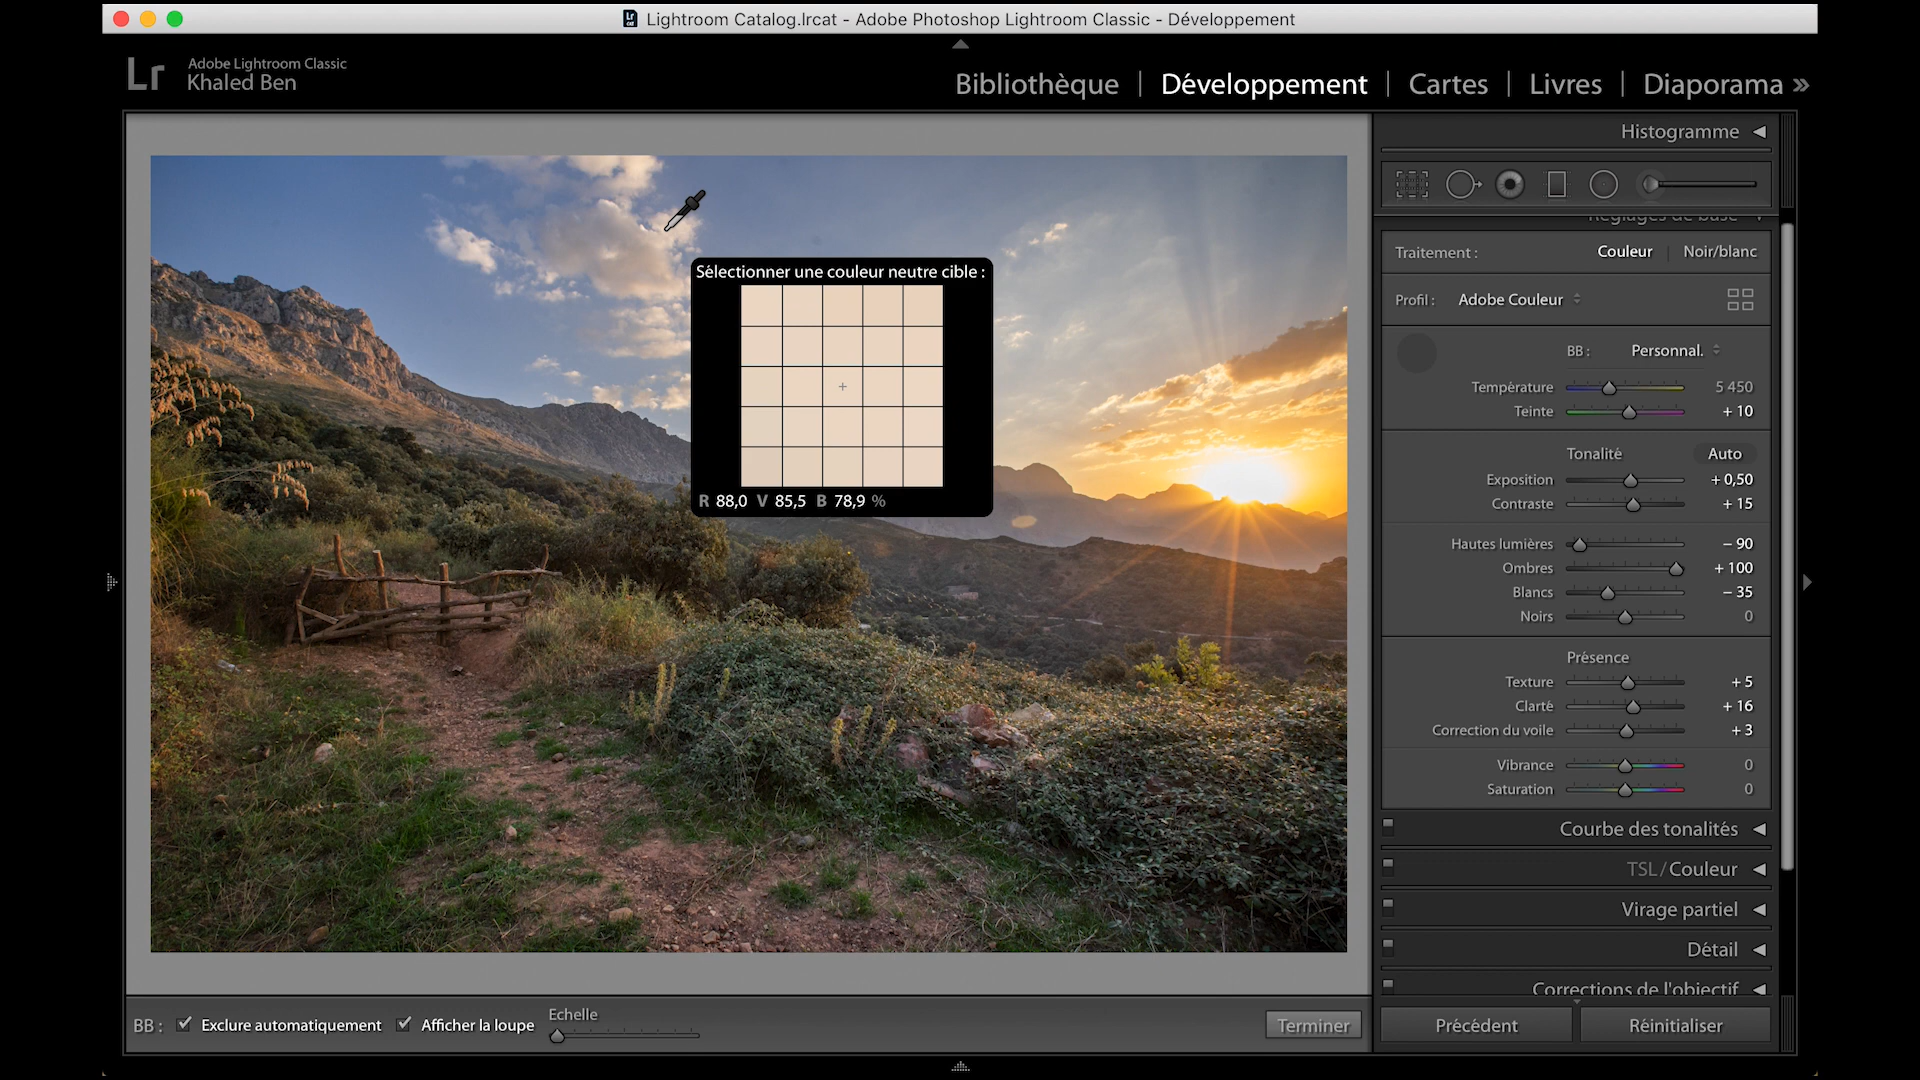 Lightroom Catalog.lrcat - Adobe Photoshop Lightroom Classic - Développement
Lr
Adobe Lightroom Classic
Khaled Ben
Bibliothèque | Développement | Cartes | Livres | Diaporama »
Histogramme
Réglages de base
Traitement : Couleur | Noir/blanc
Profil : Adobe Couleur
BB : Personnal.
Température 5 450
Teinte + 10
Tonalité Auto
Exposition + 0,50
Contraste + 15
Hautes lumières – 90
Ombres + 100
Blancs – 35
Noirs 0
Présence
Texture + 5
Clarté + 16
Correction du voile + 3
Vibrance 0
Saturation 0
Courbe des tonalités
TSL / Couleur
Virage partiel
Détail
Corrections de l'objectif
Précédent Réinitialiser
Sélectionner une couleur neutre cible :
R 88,0 V 85,5 B 78,9 %
BB : Exclure automatiquement Afficher la loupe Echelle
Terminer